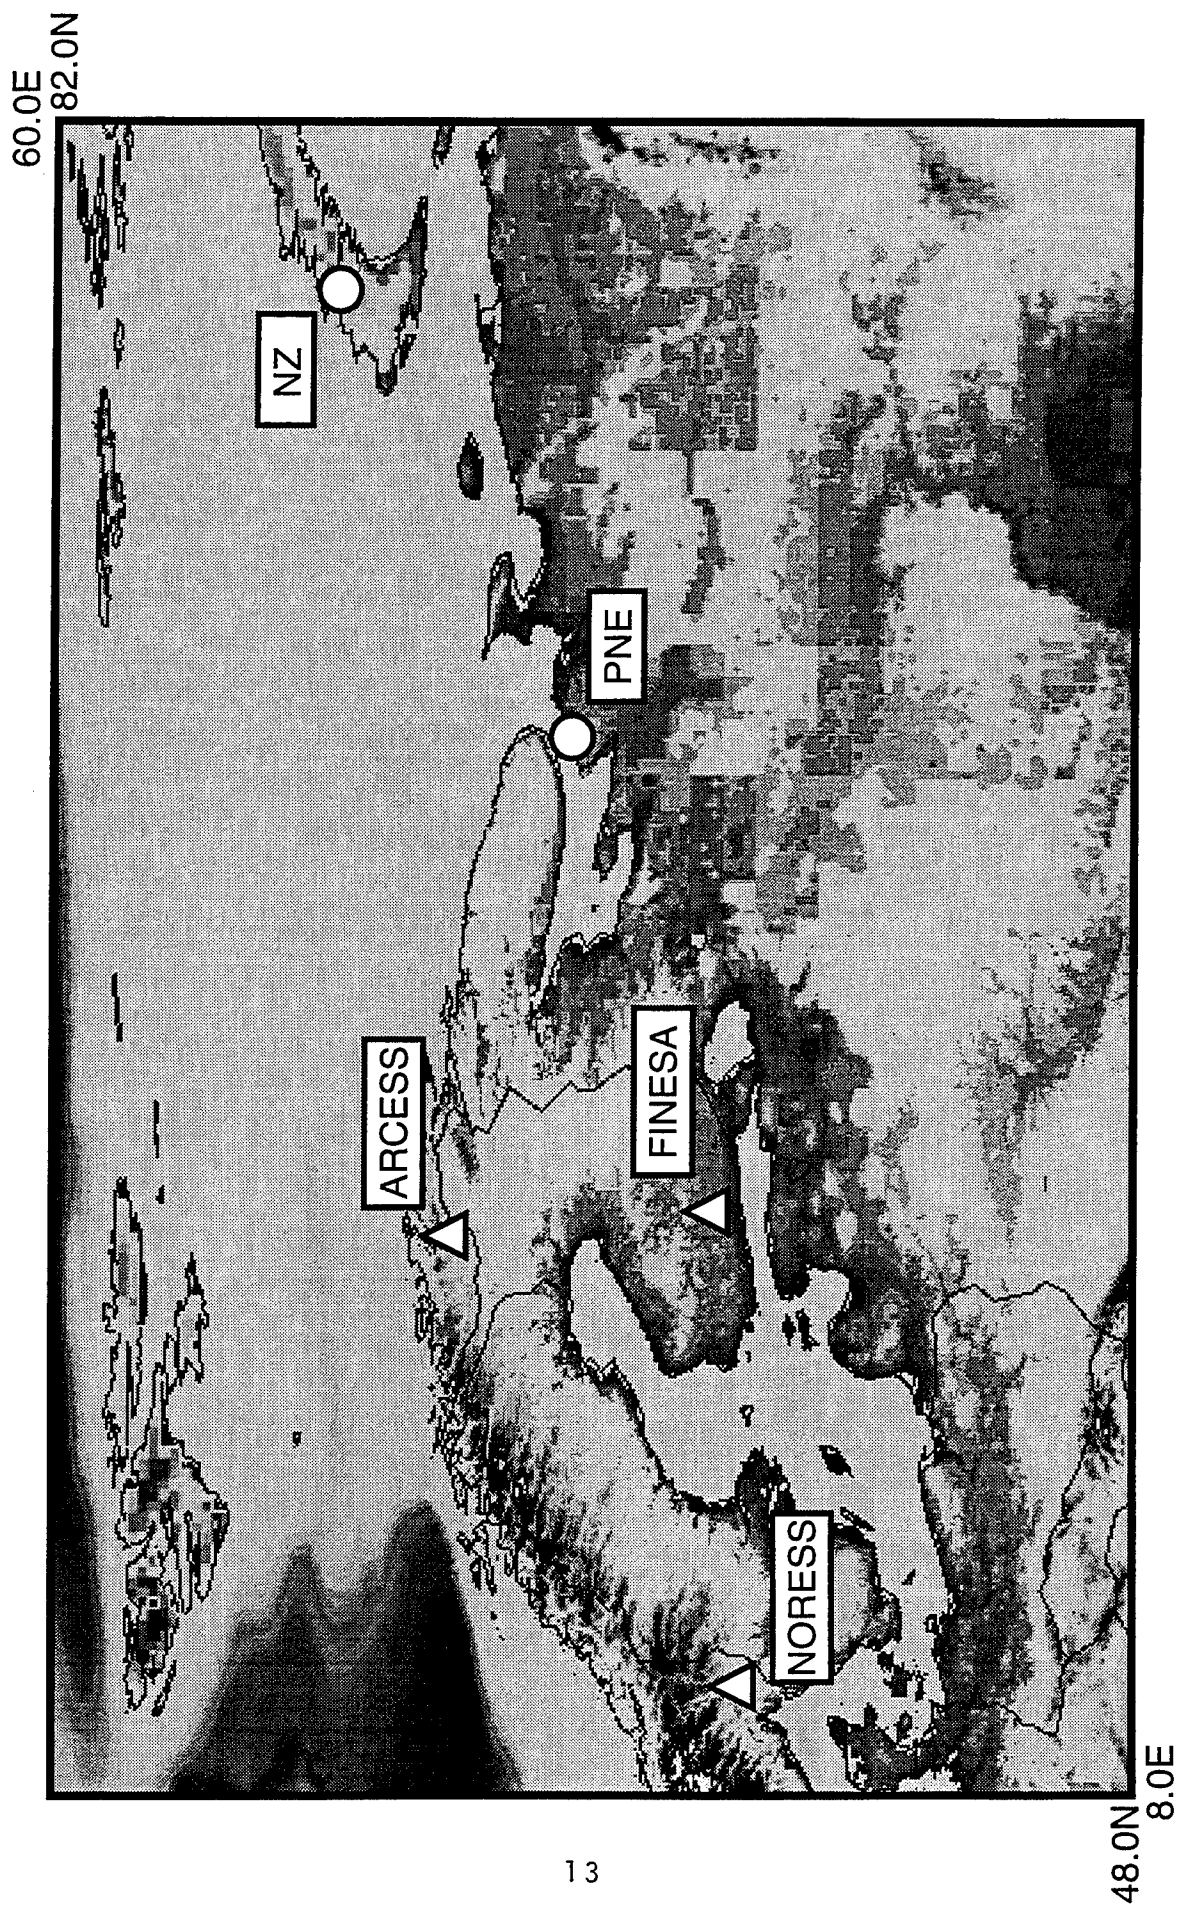 60.0E
82.0N
NZ
PNE
ARCESS
FINESA
NORESS
48.0N
8.0E
13